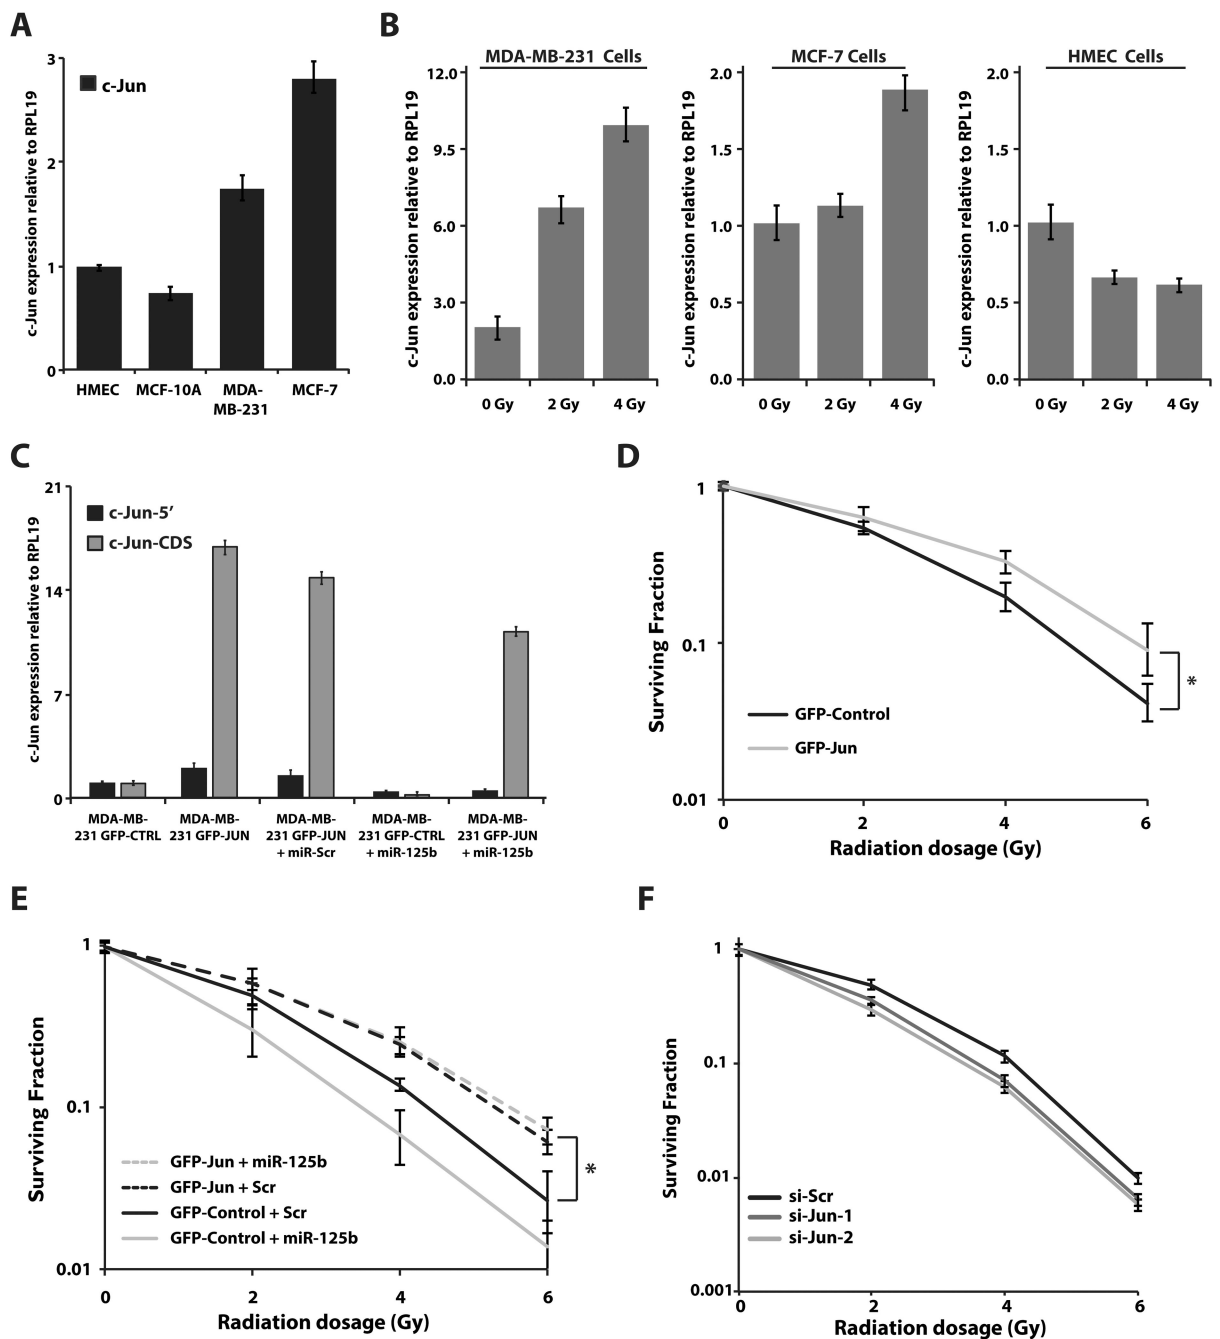 A
c-Jun expression relative to RPL19
3
2
1
0
c-Jun
HMEC
MCF-10A
MDA-
MB-231
MCF-7
B
MDA-MB-231 Cells
c-Jun expression relative to RPL19
12.0
9.5
6.0
3.0
0.0
0 Gy
2 Gy
4 Gy
MCF-7 Cells
c-Jun expression relative to RPL19
2.0
1.5
1.0
0.5
0.0
0 Gy
2 Gy
4 Gy
HMEC Cells
c-Jun expression relative to RPL19
2.0
1.5
1.0
0.5
0.0
0 Gy
2 Gy
4 Gy
C
c-Jun expression relative to RPL19
21
14
7
0
c-Jun-5′
c-Jun-CDS
MDA-MB-
231 GFP-CTRL
MDA-MB-
231 GFP-JUN
MDA-MB-
231 GFP-JUN
+ miR-Scr
MDA-MB-
231 GFP-CTRL
+ miR-125b
MDA-MB-
231 GFP-JUN
+ miR-125b
D
Surviving Fraction
1
0.1
0.01
GFP-Control
GFP-Jun
*
0
2
4
6
Radiation dosage (Gy)
E
Surviving Fraction
1
0.1
0.01
GFP-Jun + miR-125b
GFP-Jun + Scr
GFP-Control + Scr
GFP-Control + miR-125b
*
0
2
4
6
Radiation dosage (Gy)
F
Surviving Fraction
1
0.1
0.01
0.001
si-Scr
si-Jun-1
si-Jun-2
0
2
4
6
Radiation dosage (Gy)